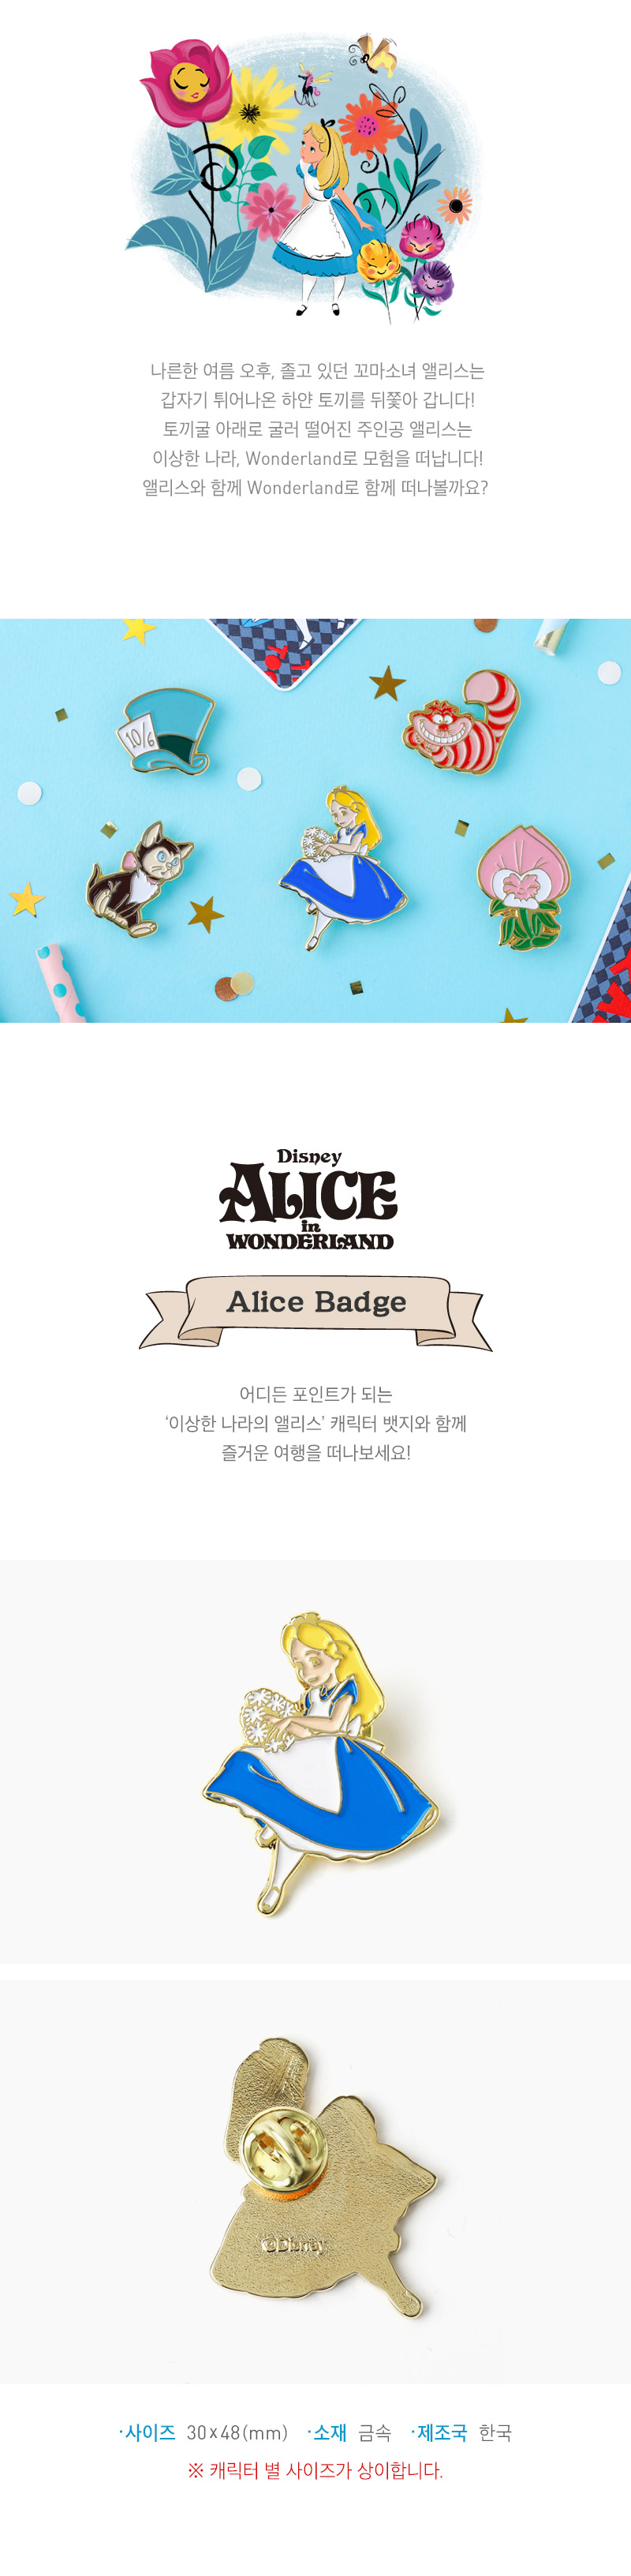 나른한 여름 오후, 졸고 있던 꼬마소녀 앨리스는
갑자기 튀어나온 하얀 토끼를 뒤쫓아 갑니다!
토끼굴 아래로 굴러 떨어진 주인공 앨리스는
이상한 나라, Wonderland로 모험을 떠납니다!
앨리스와 함께 Wonderland로 함께 떠나볼까요?
10/6
Disney
ALICE
in
WONDERLAND
Alice Badge
어디든 포인트가 되는
‘이상한 나라의 앨리스’ 캐릭터 뱃지와 함께
즐거운 여행을 떠나보세요!
©Disney
·사이즈 30x48(mm) ·소재 금속 ·제조국 한국
※ 캐릭터 별 사이즈가 상이합니다.